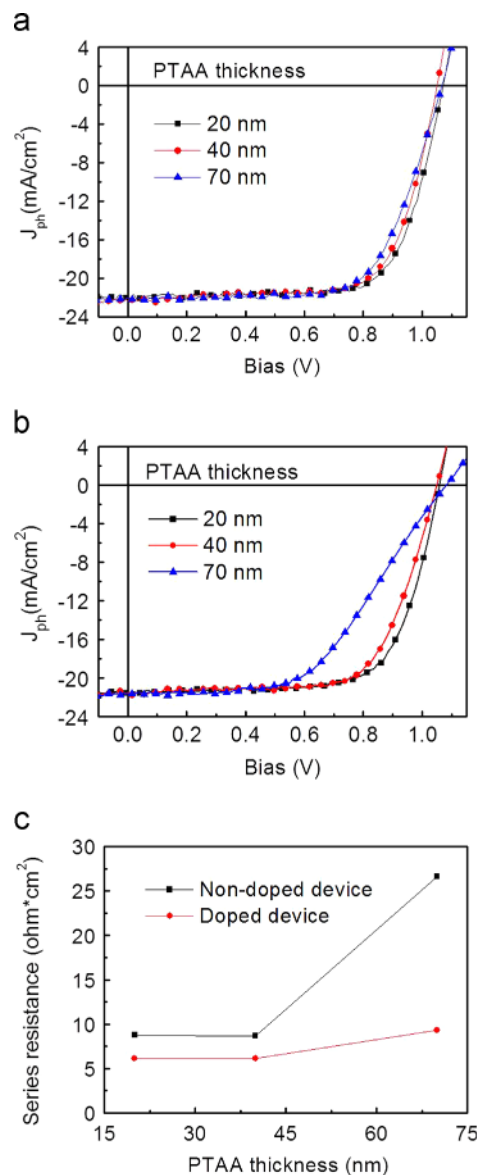 a
4
0
-4
-8
-12
-16
-20
-24
J_ph(mA/cm²)
PTAA thickness
20 nm
40 nm
70 nm
0.0 0.2 0.4 0.6 0.8 1.0
Bias (V)
b
4
0
-4
-8
-12
-16
-20
-24
J_ph(mA/cm²)
PTAA thickness
20 nm
40 nm
70 nm
0.0 0.2 0.4 0.6 0.8 1.0
Bias (V)
c
30
25
20
15
10
5
0
Series resistance (ohm*cm²)
Non-doped device
Doped device
15 30 45 60 75
PTAA thickness (nm)